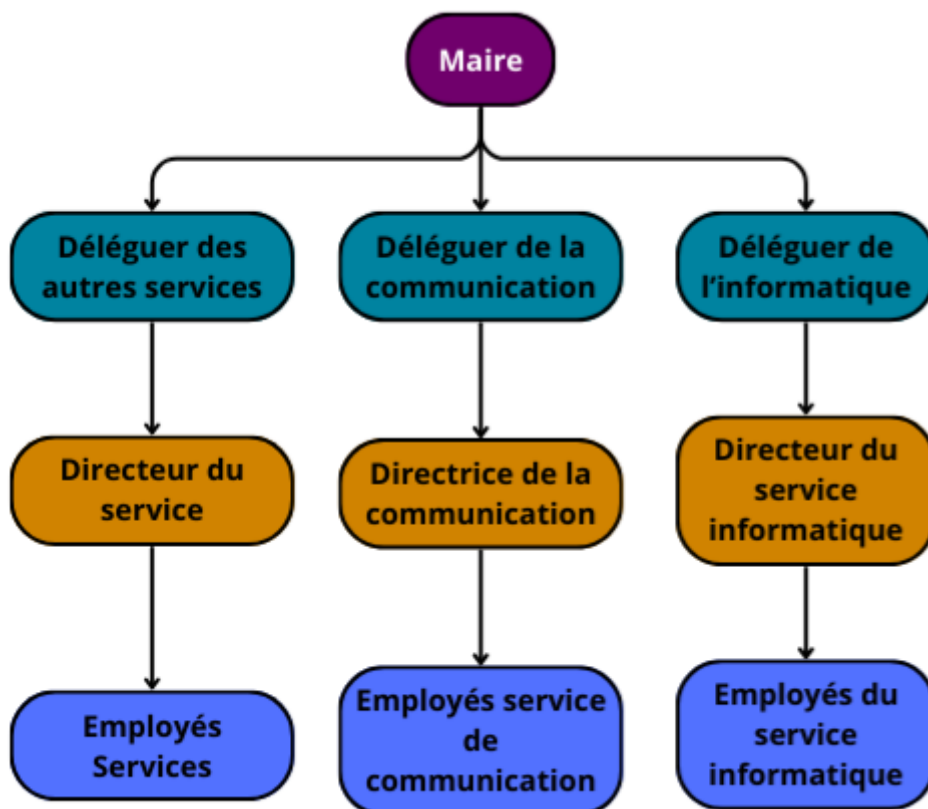 Maire
Déléguer des
autres services
Déléguer de la
communication
Déléguer de
l’informatique
Directeur du
service
Directrice de la
communication
Directeur du
service
informatique
Employés
Services
Employés service
de
communication
Employés du
service
informatique